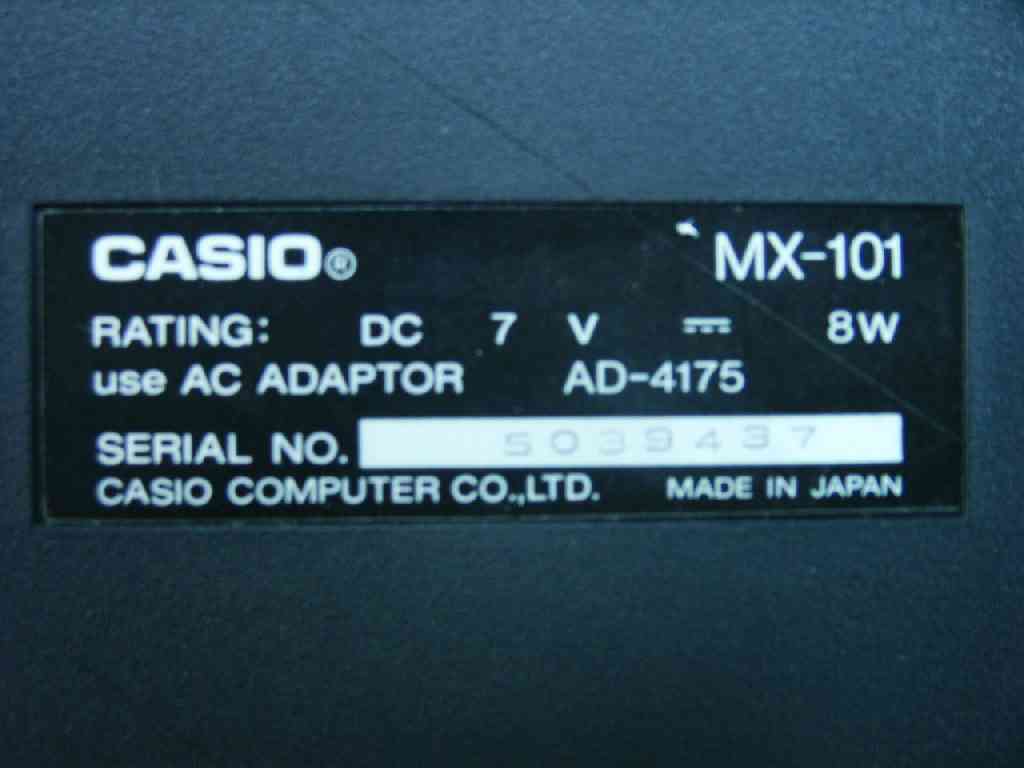 CASIO® MX-101
RATING: DC 7 V ⎓ 8W
use AC ADAPTOR AD-4175
SERIAL NO. 5039437
CASIO COMPUTER CO.,LTD. MADE IN JAPAN